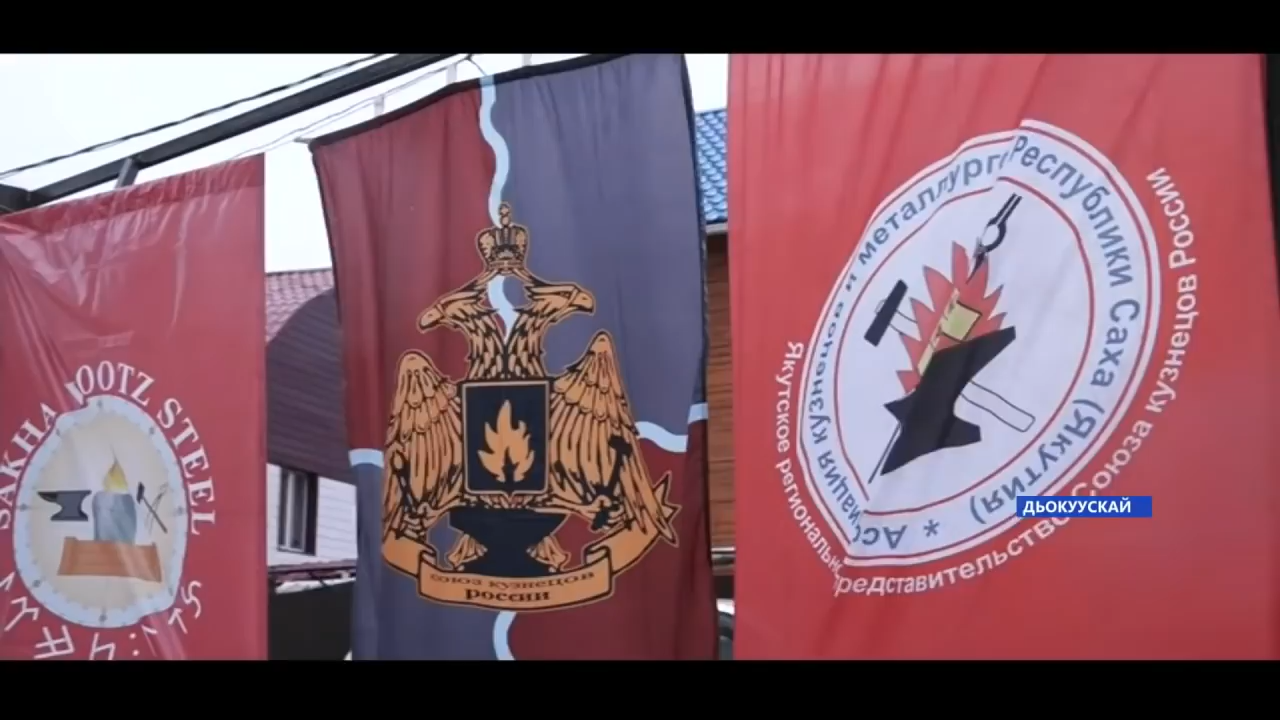 SAKHA WOOTZ STEEL
СОЮЗ КУЗНЕЦОВ
РОССИИ
Ассоциация кузнецов и металлургов Республики Саха (Якутия) *
Якутское региональное представительство Союза кузнецов России
ДЬОКУУСКАЙ